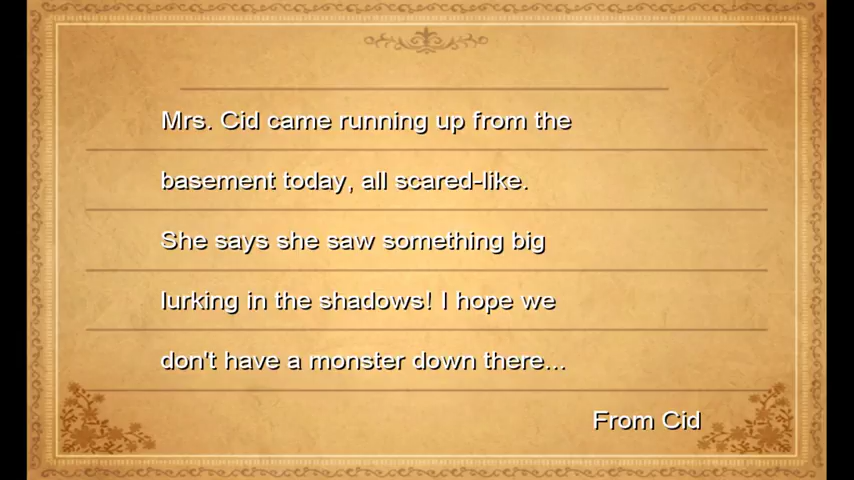 Mrs. Cid came running up from the
basement today, all scared-like.
She says she saw something big
lurking in the shadows! I hope we
don't have a monster down there...
From Cid